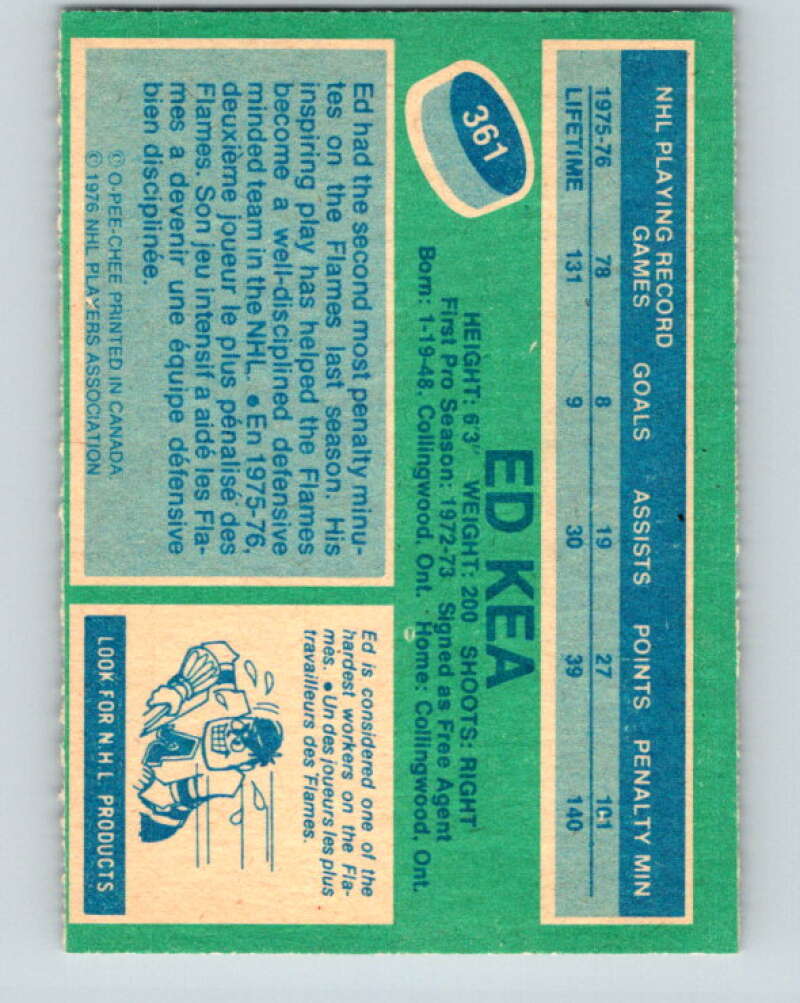 NHL PLAYING RECORD
GAMES GOALS ASSISTS POINTS PENALTY MIN
1975-76 78 8 19 27 101
LIFETIME 131 9 30 39 140
361
ED KEA
HEIGHT: 6'3' WEIGHT: 200 SHOOTS: RIGHT
First Pro Season: 1972-73 Signed as Free Agent
Born: 1-19-48, Collingwood, Ont. Home: Collingwood, Ont.
Ed had the second most penalty minu-
tes on the Flames last season. His
inspiring play has helped the Flames
become a well-disciplined defensive
minded team in the NHL. • En 1975-76,
deuxième joueur le plus pénalisé des
Flames. Son jeu intensif a aidé les Fla-
mes a devenir une équipe défensive
bien disciplinée.
© O-PEE-CHEE PRINTED IN CANADA
© 1976 NHL PLAYERS ASSOCIATION
Ed is considered one of the
hardest workers on the Fla-
mes. • Un des joueurs les plus
travailleurs des Flames.
LOOK FOR N.H.L PRODUCTS